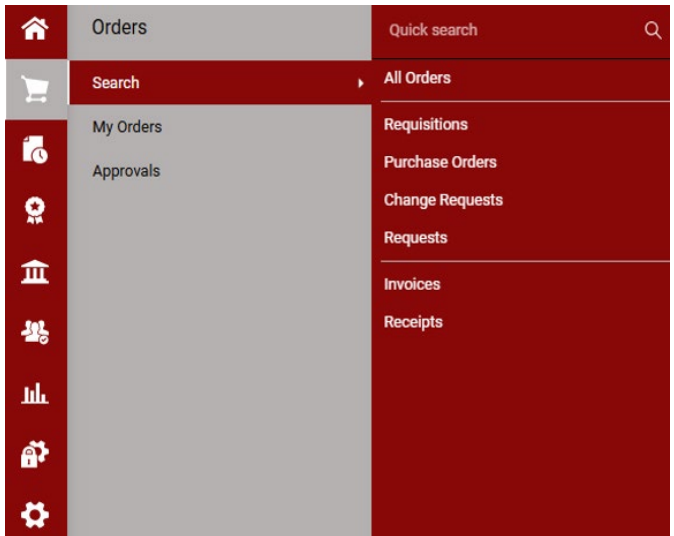 Orders
Search
My Orders
Approvals
Quick search
All Orders
Requisitions
Purchase Orders
Change Requests
Requests
Invoices
Receipts